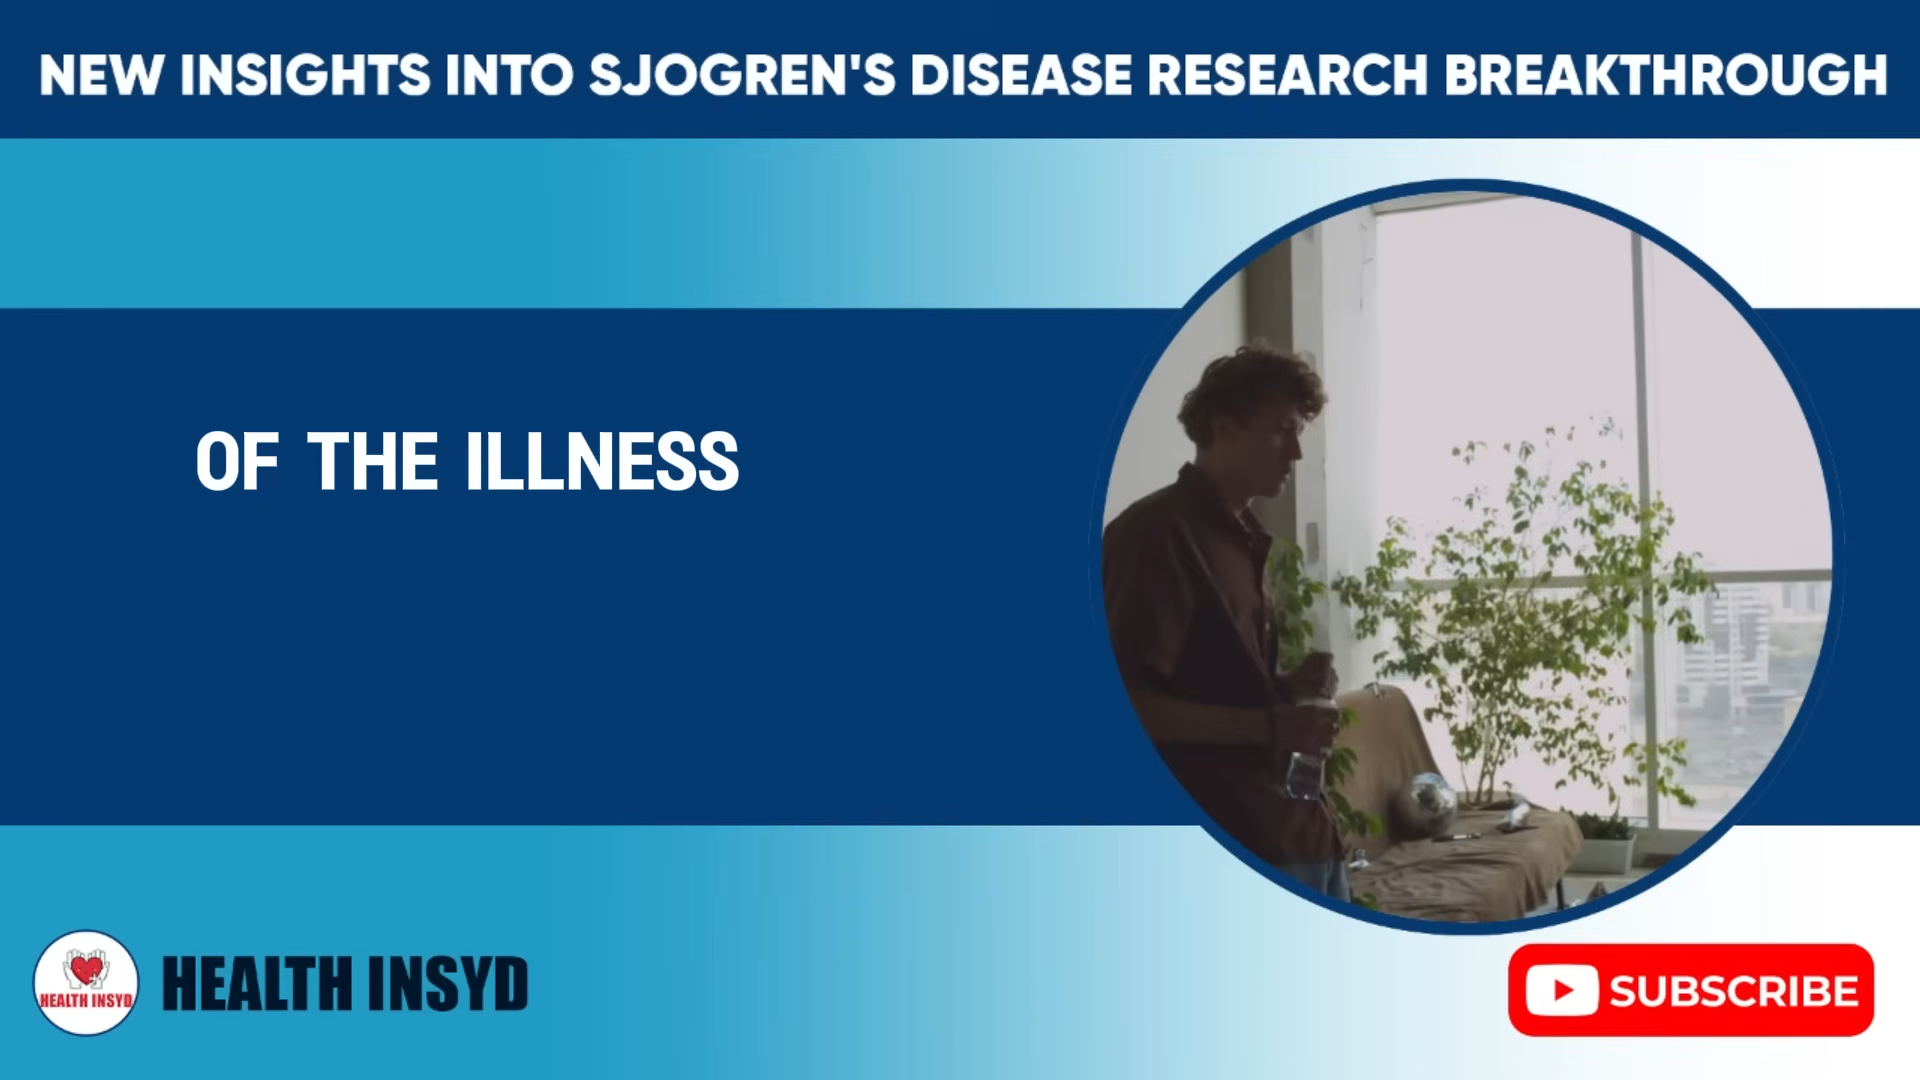 NEW INSIGHTS INTO SJOGREN'S DISEASE RESEARCH BREAKTHROUGH
OF THE ILLNESS
HEALTH INSYD
HEALTH INSYD
SUBSCRIBE